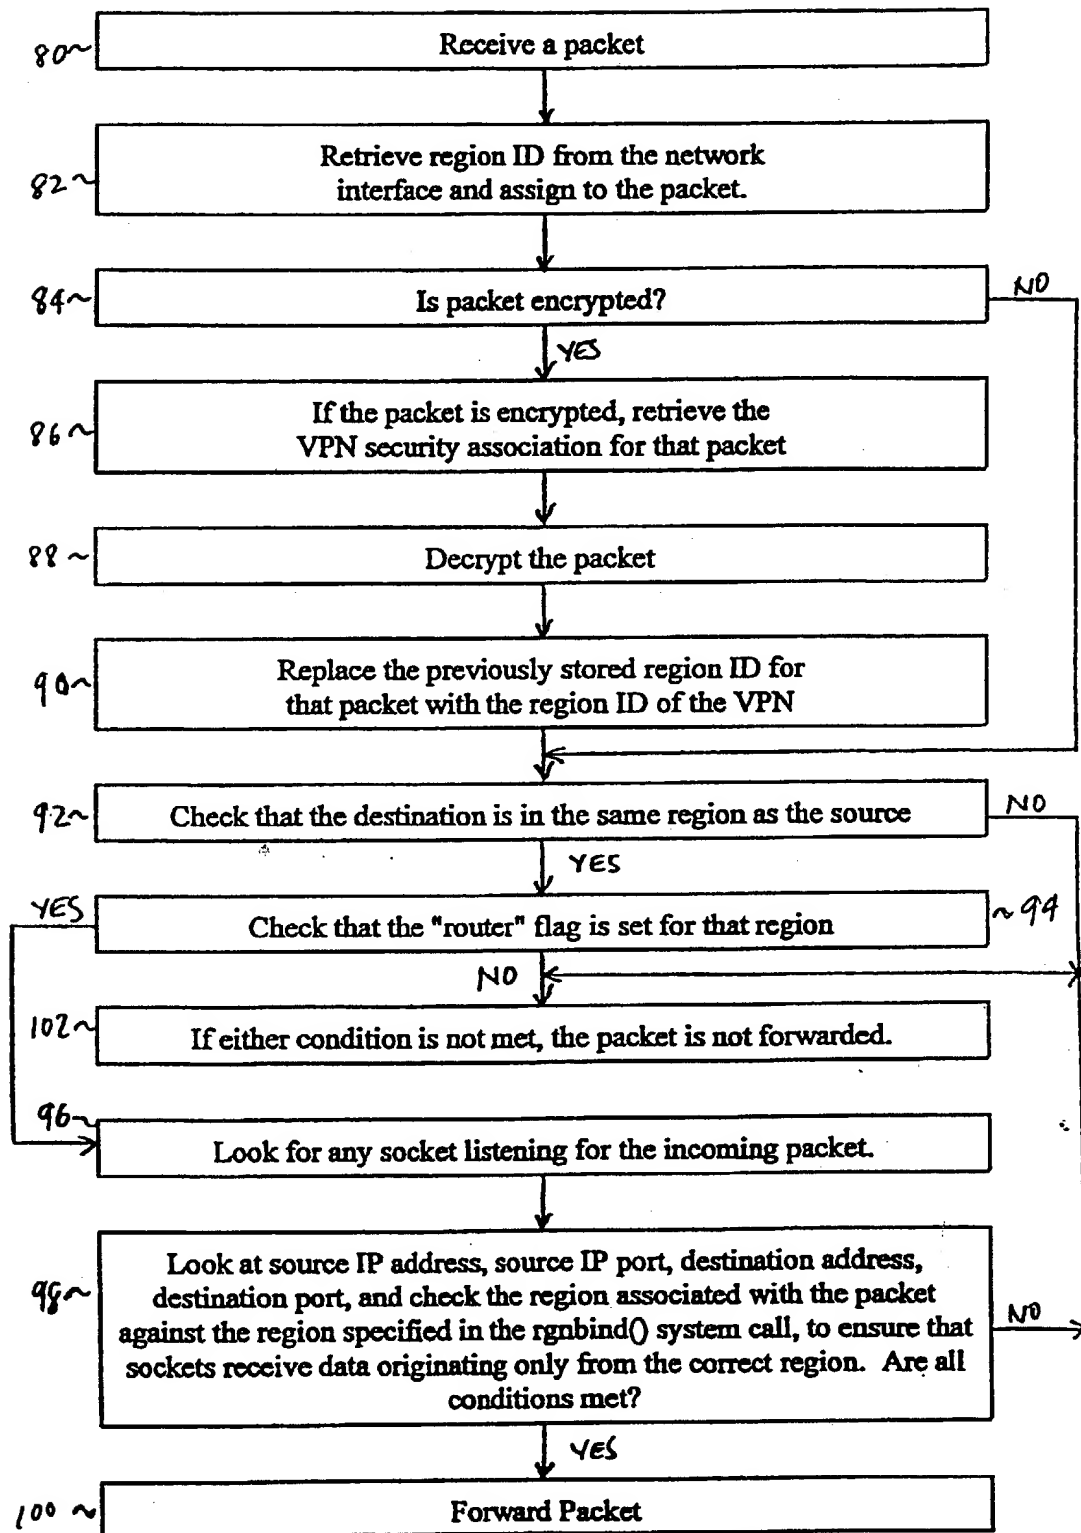 80~ Receive a packet
82~ Retrieve region ID from the network
interface and assign to the packet.
84~ Is packet encrypted? NO
YES
If the packet is encrypted, retrieve the
86~ VPN security association for that packet
88~ Decrypt the packet
Replace the previously stored region ID for
90~ that packet with the region ID of the VPN
92~ Check that the destination is in the same region as the source NO
YES
YES Check that the "router" flag is set for that region ~94
NO
102~ If either condition is not met, the packet is not forwarded.
96~
Look for any socket listening for the incoming packet.
Look at source IP address, source IP port, destination address,
98~ destination port, and check the region associated with the packet
against the region specified in the rgnbind() system call, to ensure that NO
sockets receive data originating only from the correct region. Are all
conditions met?
YES
100~ Forward Packet